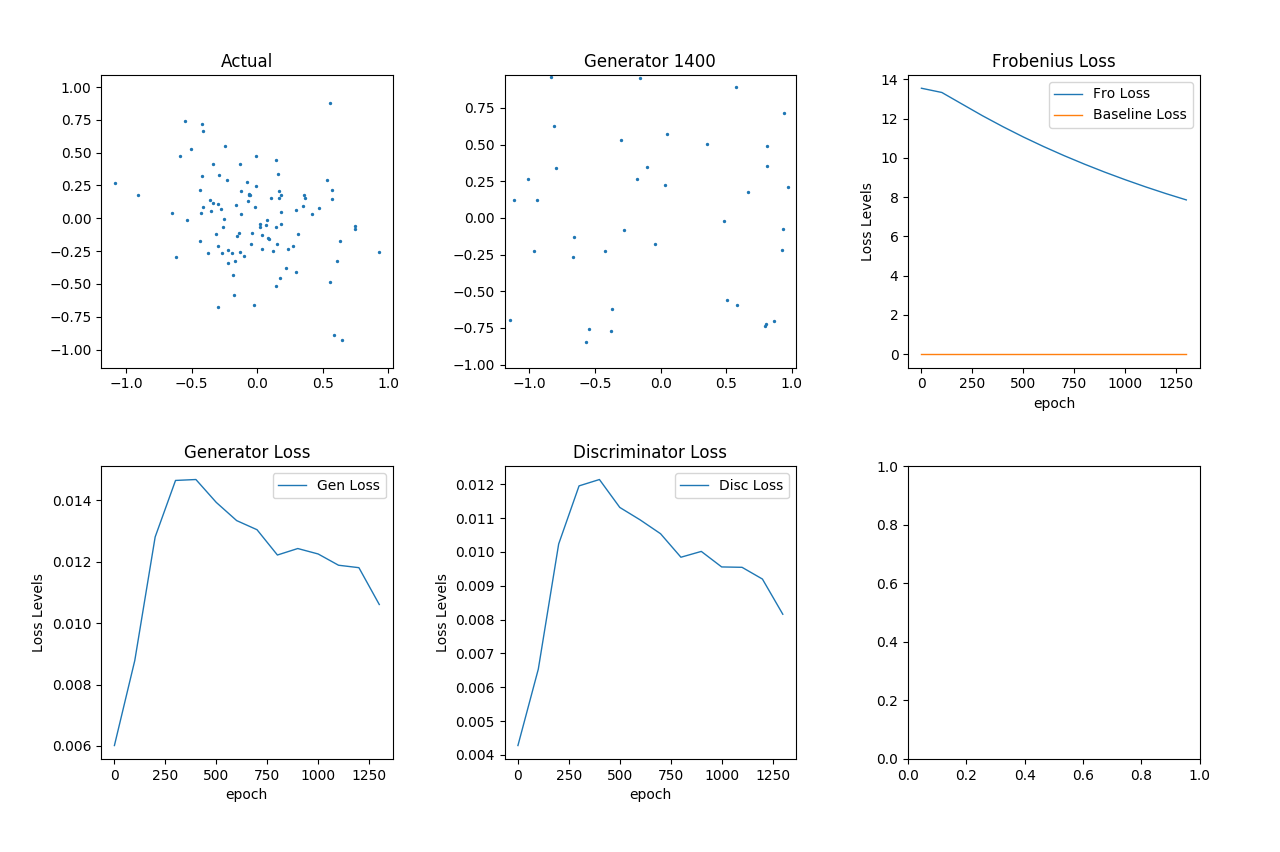 Actual
1.00
0.75
0.50
0.25
0.00
−0.25
−0.50
−0.75
−1.00
−1.0 −0.5 0.0 0.5 1.0
Generator 1400
0.75
0.50
0.25
0.00
−0.25
−0.50
−0.75
−1.00
−1.0 −0.5 0.0 0.5 1.0
Frobenius Loss
Fro Loss
Baseline Loss
Loss Levels
14
12
10
8
6
4
2
0
0 250 500 750 1000 1250
epoch
Generator Loss
Gen Loss
Loss Levels
0.014
0.012
0.010
0.008
0.006
0 250 500 750 1000 1250
epoch
Discriminator Loss
Disc Loss
Loss Levels
0.012
0.011
0.010
0.009
0.008
0.007
0.006
0.005
0.004
0 250 500 750 1000 1250
epoch
1.0
0.8
0.6
0.4
0.2
0.0
0.0 0.2 0.4 0.6 0.8 1.0